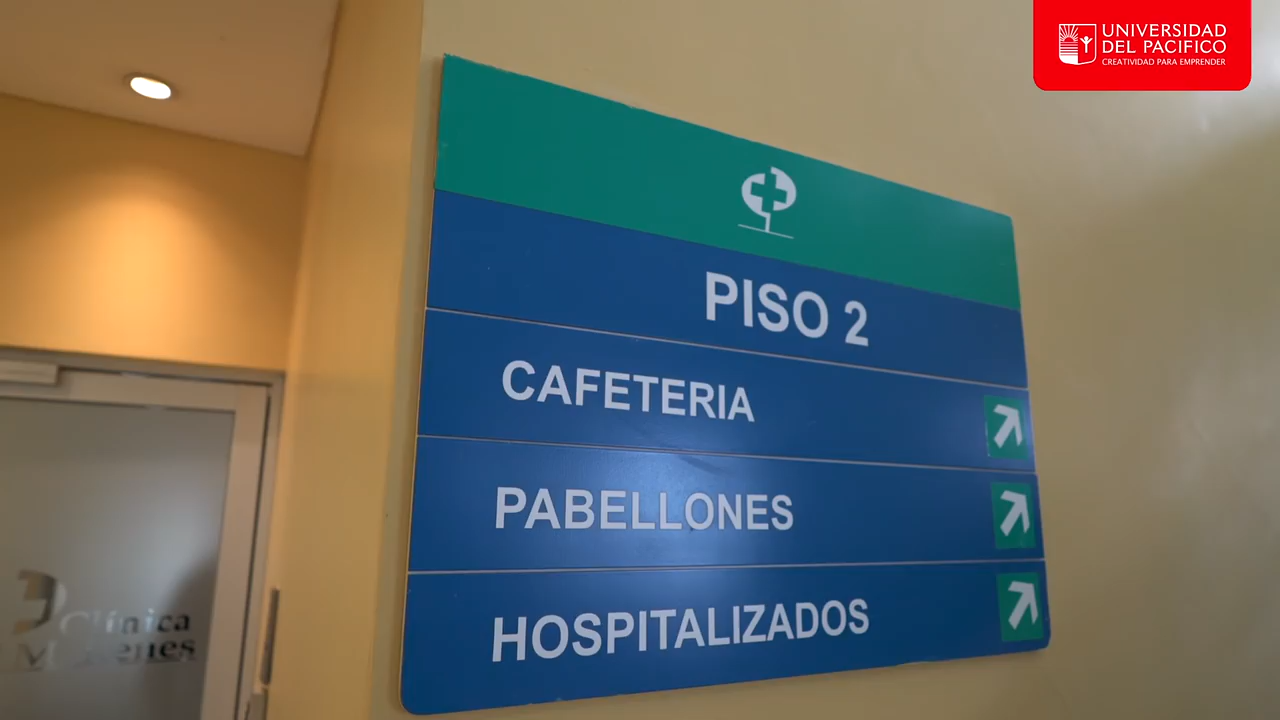 UNIVERSIDAD
DEL PACIFICO
CREATIVIDAD PARA EMPRENDER
PISO 2
CAFETERIA
PABELLONES
HOSPITALIZADOS
Clínica